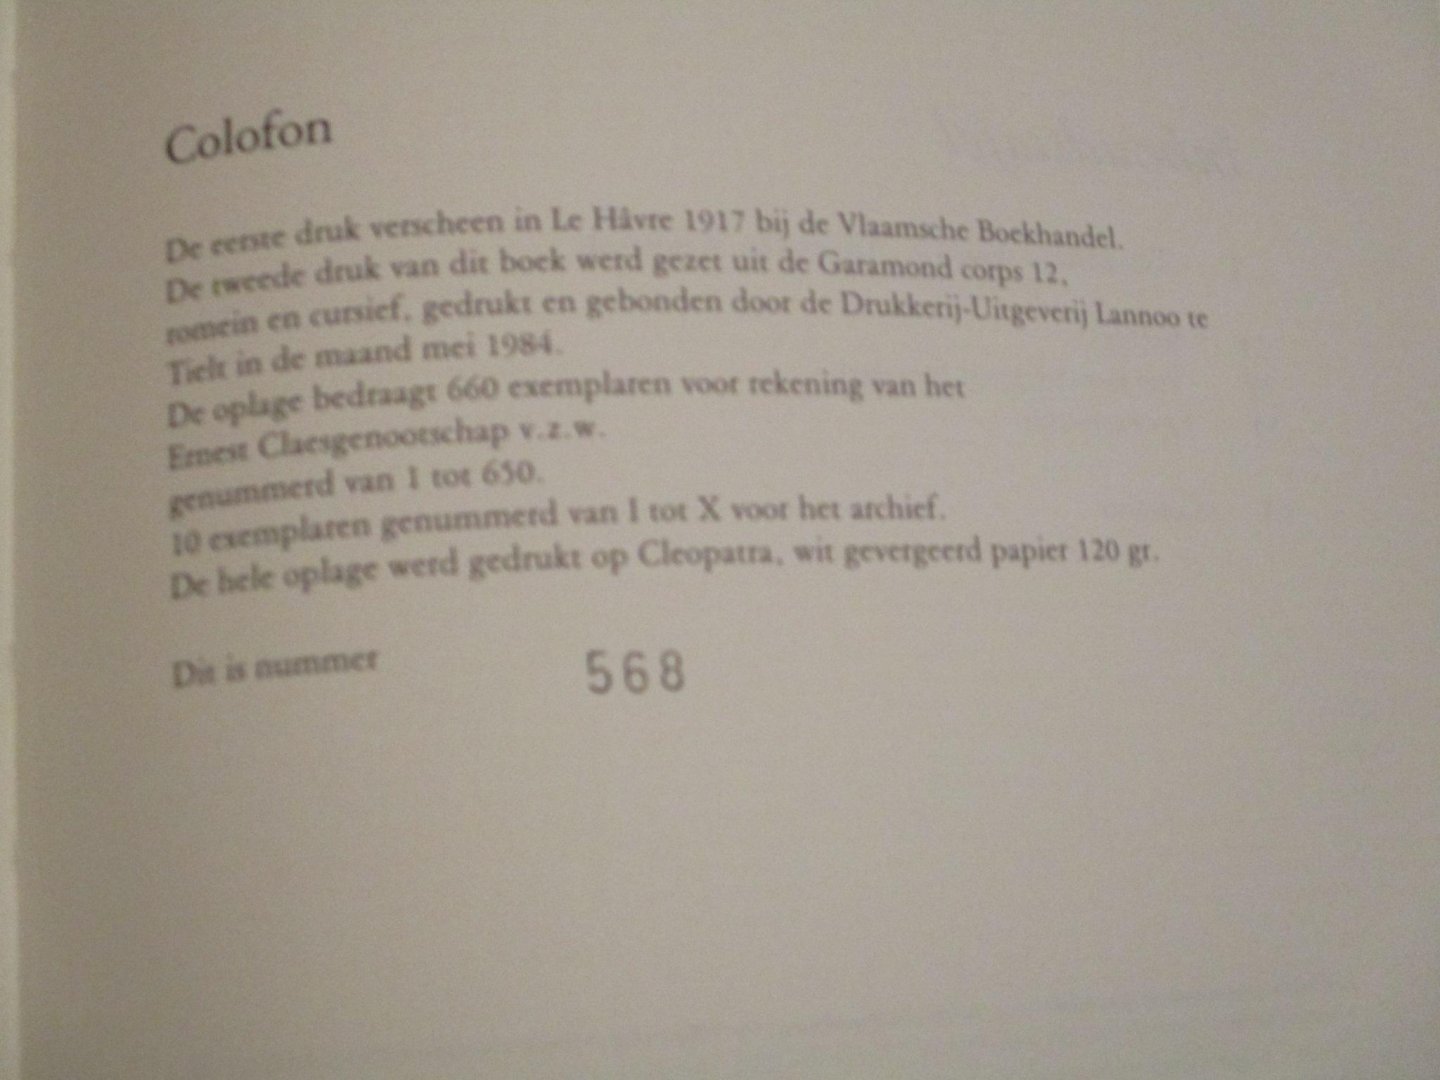 Colofon
De eerste druk verscheen in Le Hâvre 1917 bij de Vlaamsche Boekhandel.
De tweede druk van dit boek werd gezet uit de Garamond corps 12,
romein en cursief, gedrukt en gebonden door de Drukkerij-Uitgeverij Lannoo te
Tielt in de maand mei 1984.
De oplage bedraagt 660 exemplaren voor rekening van het
Ernest Claesgenootschap v.z.w.
genummerd van 1 tot 650.
10 exemplaren genummerd van I tot X voor het archief.
De hele oplage werd gedrukt op Cleopatra, wit gevergeerd papier 120 gr.
Dit is nummer 568